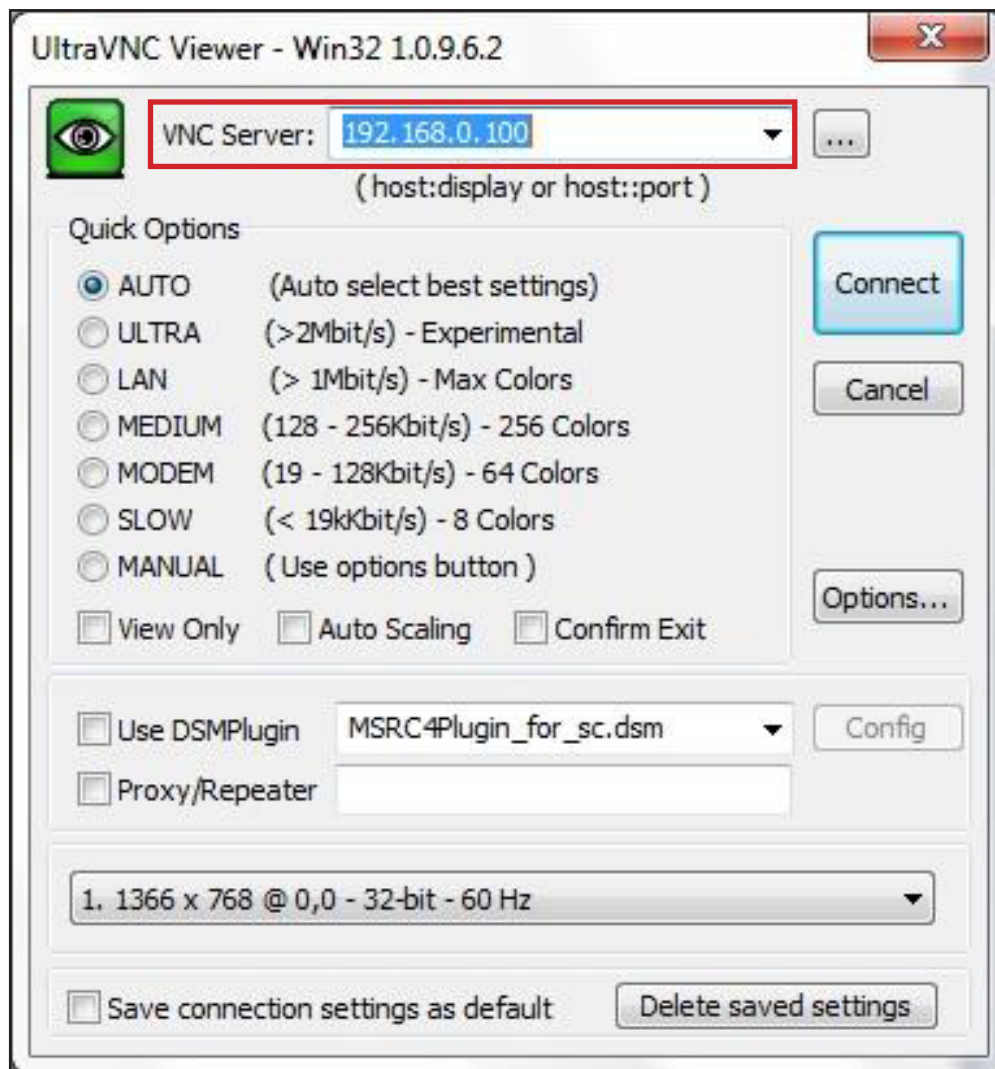 UltraVNC Viewer - Win32 1.0.9.6.2
VNC Server: 192.168.0.100 ...
( host:display or host::port )
Quick Options
AUTO (Auto select best settings)
Connect
ULTRA (>2Mbit/s) - Experimental
LAN (> 1Mbit/s) - Max Colors
Cancel
MEDIUM (128 - 256Kbit/s) - 256 Colors
MODEM (19 - 128Kbit/s) - 64 Colors
SLOW (< 19kKbit/s) - 8 Colors
MANUAL ( Use options button )
Options...
View Only Auto Scaling Confirm Exit
Use DSMPlugin MSRC4Plugin_for_sc.dsm Config
Proxy/Repeater
1. 1366 x 768 @ 0,0 - 32-bit - 60 Hz
Save connection settings as default Delete saved settings